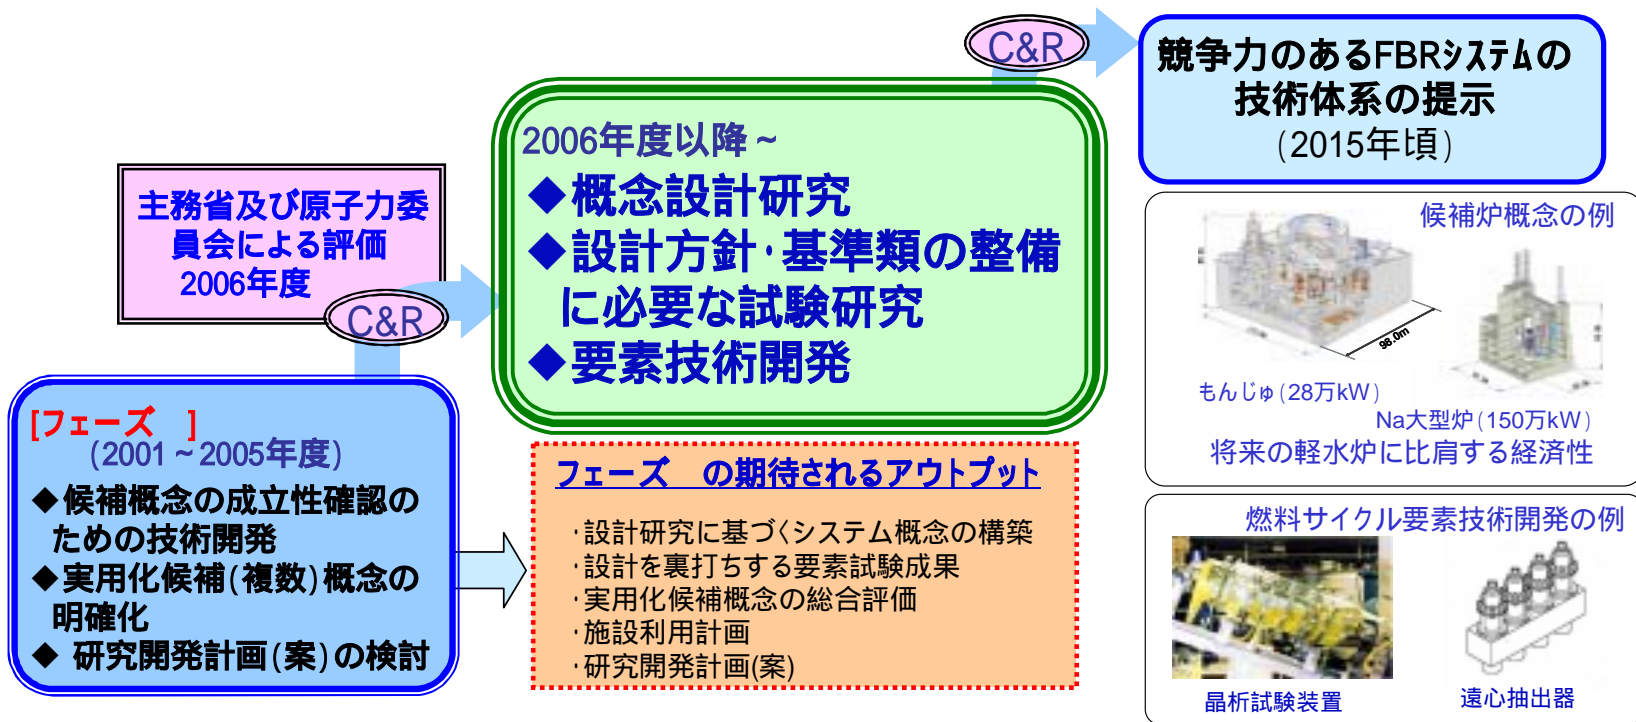 C&R
競争力のあるFBRシステムの
技術体系の提示
(2015年頃)
2006年度以降~
◆概念設計研究
◆設計方針・基準類の整備
に必要な試験研究
◆要素技術開発
主務省及び原子力委
員会による評価
2006年度
C&R
[フェーズ ]
(2001~2005年度)
◆候補概念の成立性確認の
ための技術開発
◆実用化候補(複数)概念の
明確化
◆ 研究開発計画(案)の検討
フェーズ の期待されるアウトプット
・設計研究に基づくシステム概念の構築
・設計を裏打ちする要素試験成果
・実用化候補概念の総合評価
・施設利用計画
・研究開発計画(案)
候補炉概念の例
98.0m
もんじゅ(28万kW)
Na大型炉(150万kW)
将来の軽水炉に比肩する経済性
燃料サイクル要素技術開発の例
晶析試験装置
遠心抽出器